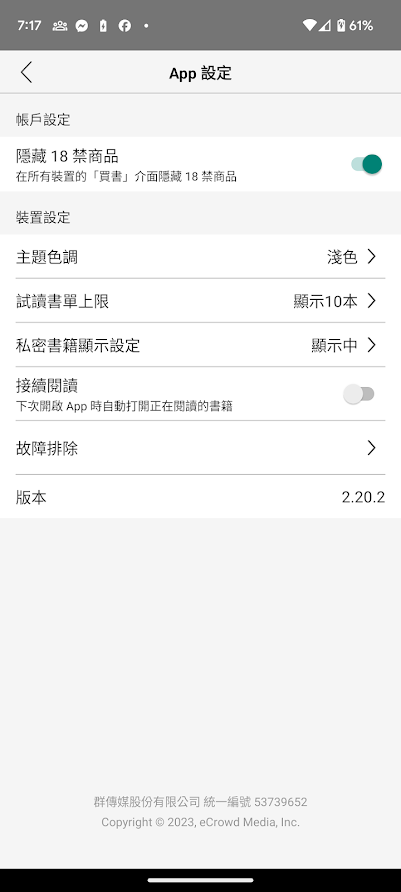 7:17 61%
App 設定
帳戶設定
隱藏 18 禁商品
在所有裝置的「買書」介面隱藏 18 禁商品
裝置設定
主題色調 淺色
試讀書單上限 顯示10本
私密書籍顯示設定 顯示中
接續閱讀
下次開啟 App 時自動打開正在閱讀的書籍
故障排除
版本 2.20.2
群傳媒股份有限公司 統一編號 53739652
Copyright © 2023, eCrowd Media, Inc.